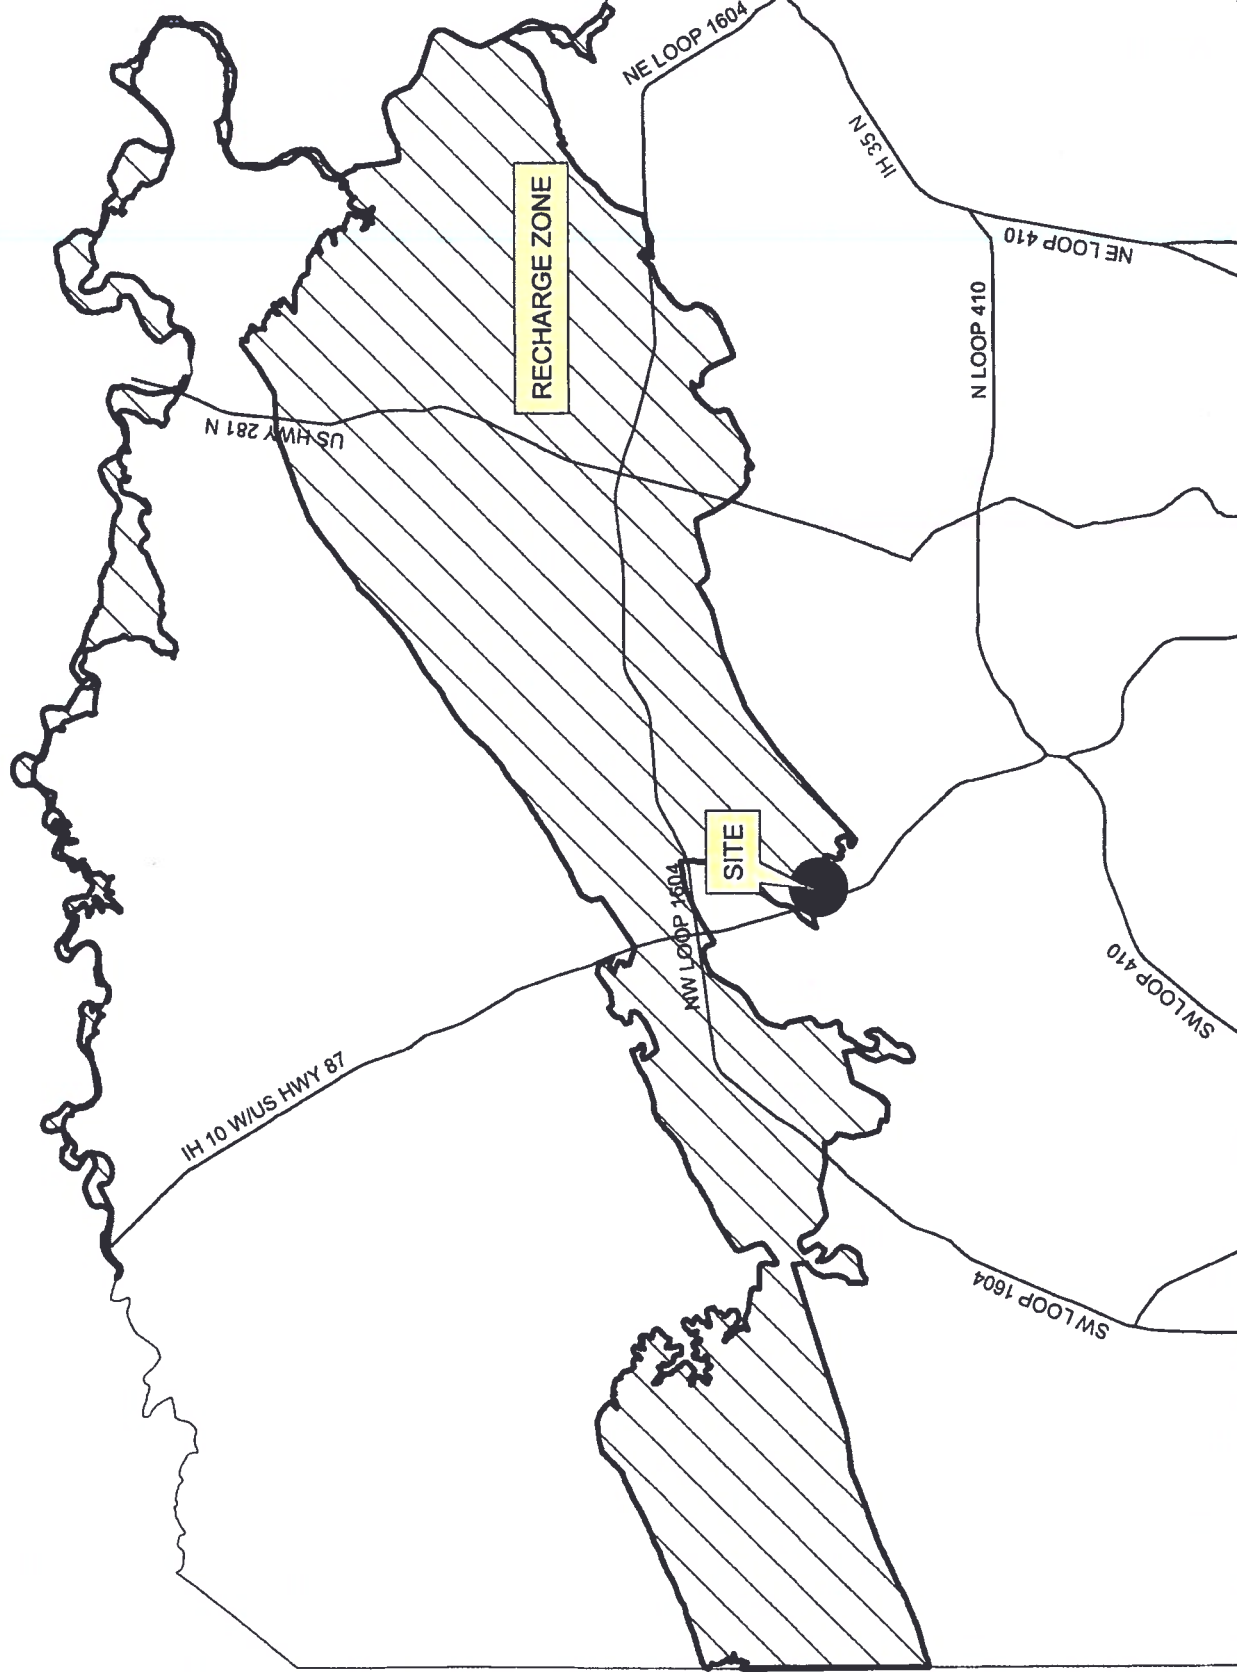 NE LOOP 1604
IH 35 N
RECHARGE ZONE
NE LOOP 410
N LOOP 410
US HWY 281 N
SITE
NW LOOP 1604
SW LOOP 410
IH 10 W/US HWY 87
SW LOOP 1604